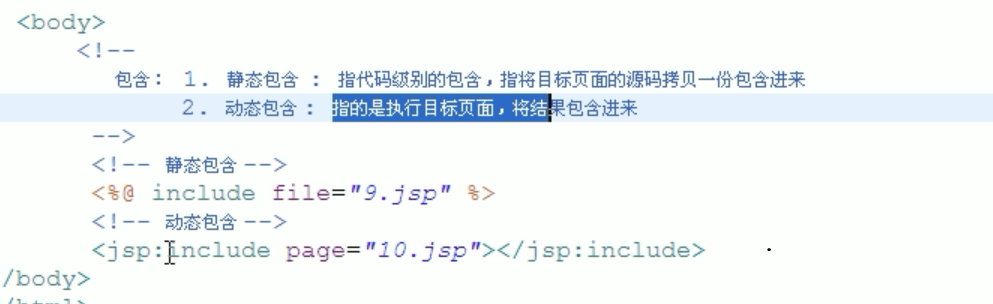 <body>
<!--
包含： 1. 静态包含 ： 指代码级别的包含，指将目标页面的源码拷贝一份包含进来
2. 动态包含 ： 指的是执行目标页面，将结果包含进来
-->
<!-- 静态包含 -->
<%@ include file="9.jsp" %>
<!-- 动态包含 -->
<jsp:include page="10.jsp"></jsp:include>
/body>